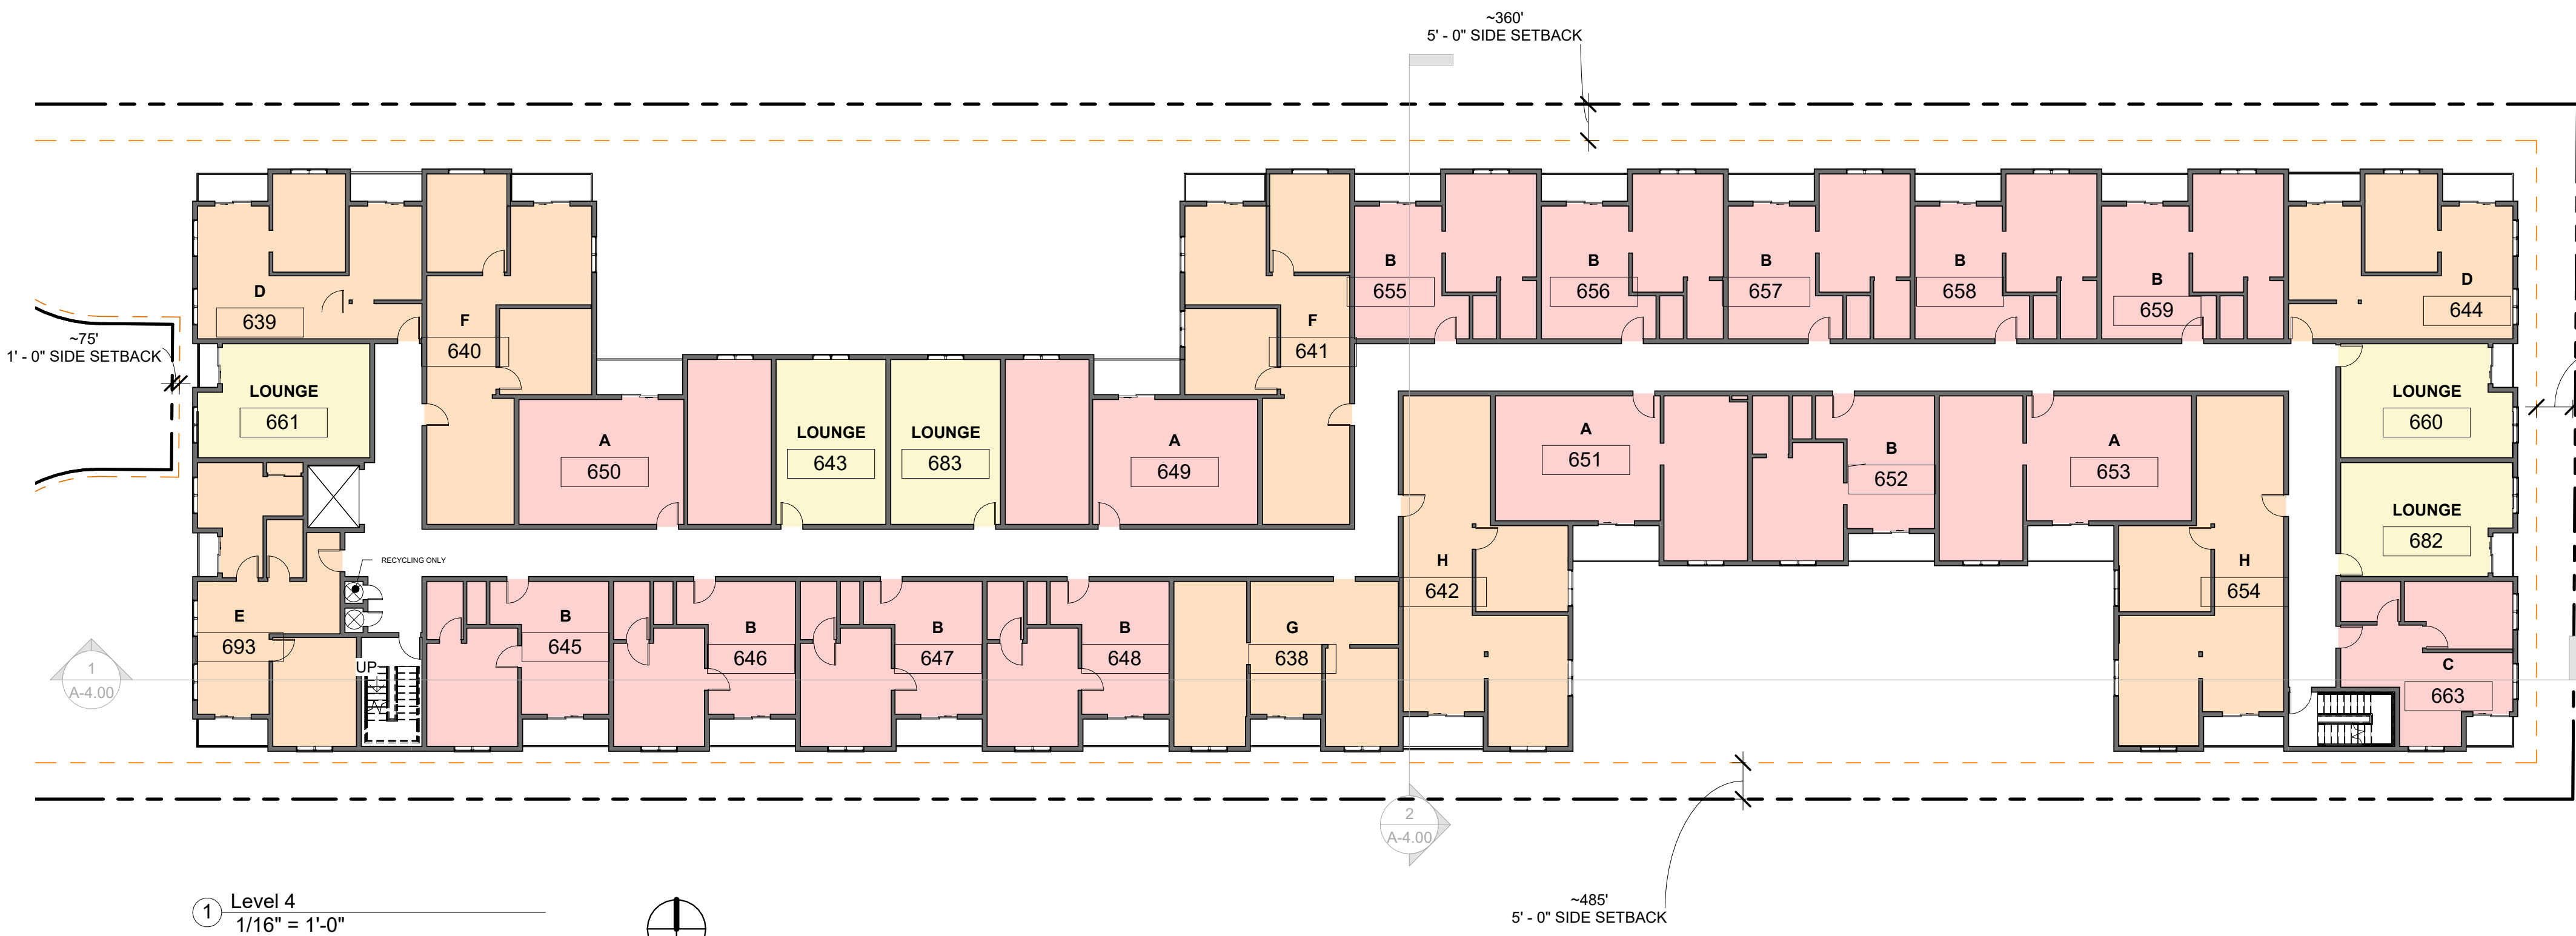 ~360'
5' - 0" SIDE SETBACK
~75'
1' - 0" SIDE SETBACK
D
639
F
640
F
641
B
655
B
656
B
657
B
658
B
659
D
644
LOUNGE
661
A
650
LOUNGE
643
LOUNGE
683
A
649
A
651
B
652
A
653
LOUNGE
660
LOUNGE
682
RECYCLING ONLY
E
693
UP
B
645
B
646
B
647
B
648
G
638
H
642
H
654
C
663
1
A-4.00
2
A-4.00
~485'
5' - 0" SIDE SETBACK
1
Level 4
1/16" = 1'-0"